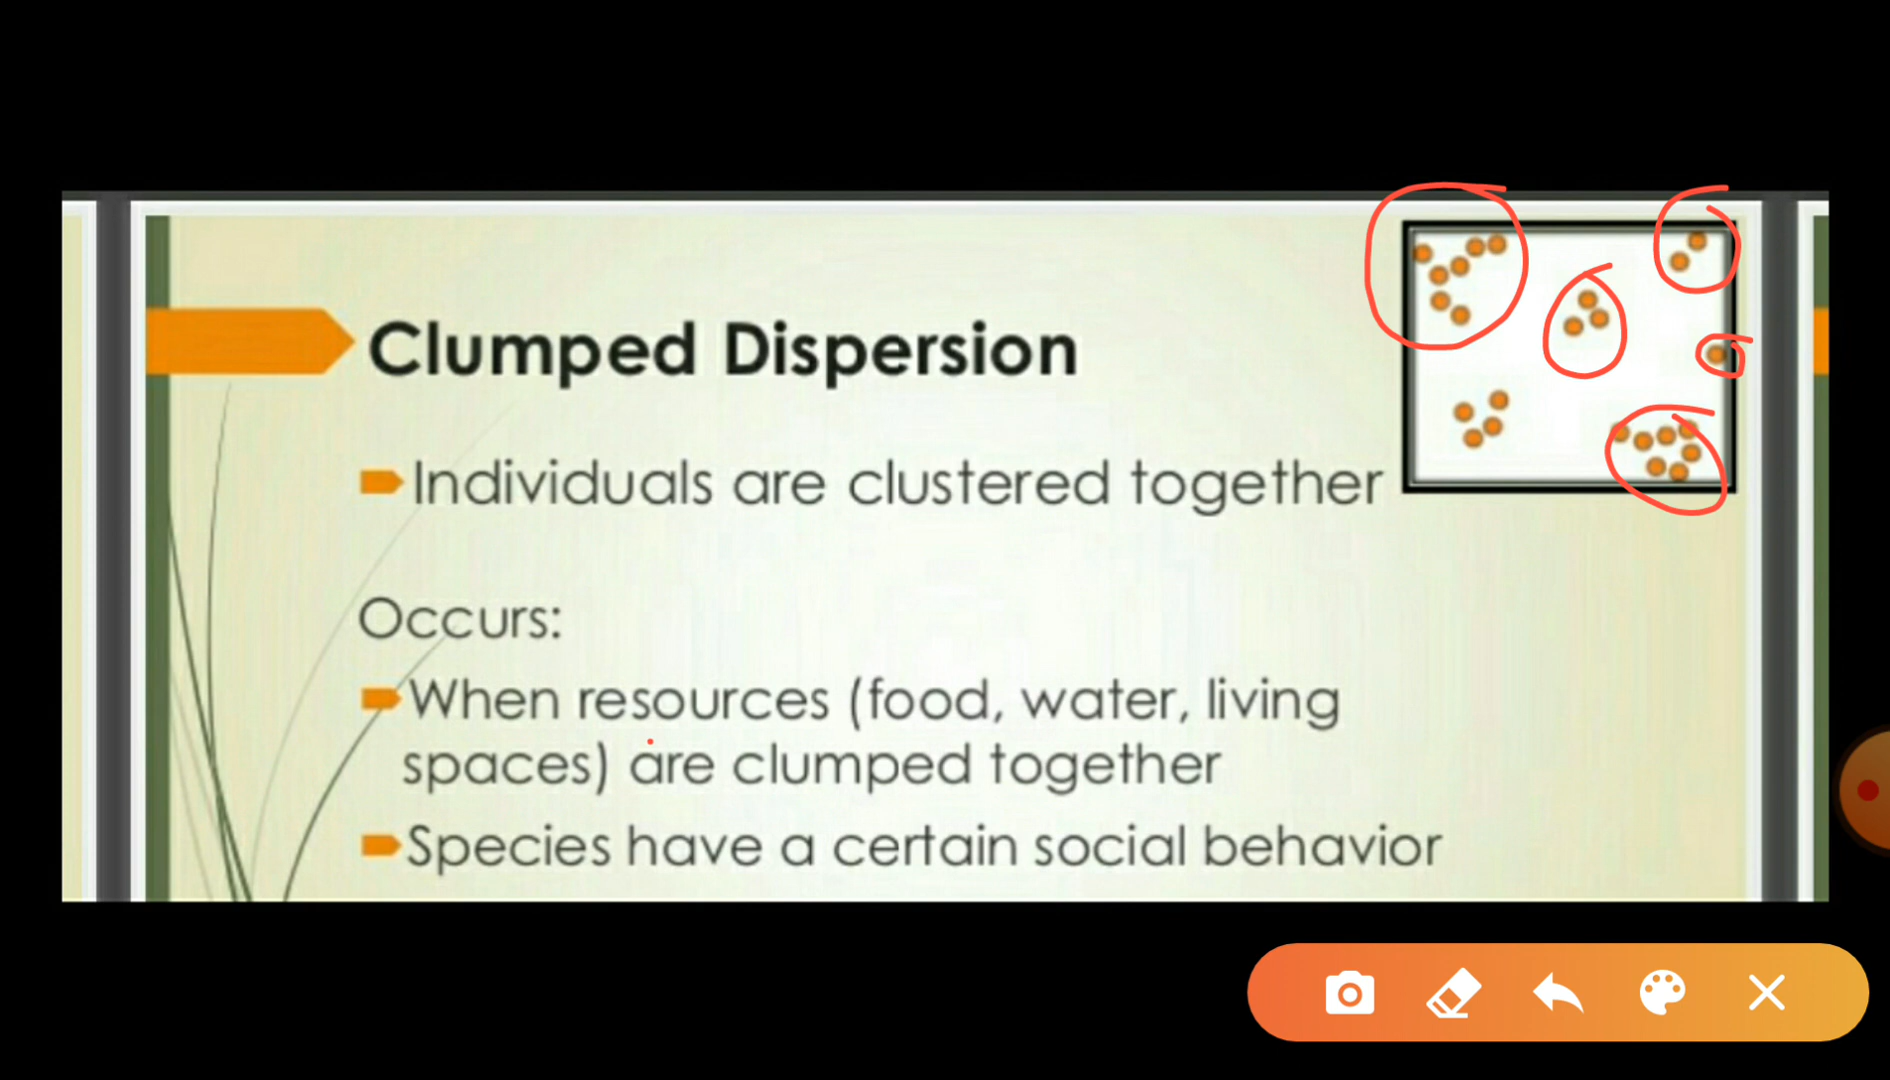 Clumped Dispersion
Individuals are clustered together
Occurs:
When resources (food, water, living
spaces) are clumped together
Species have a certain social behavior